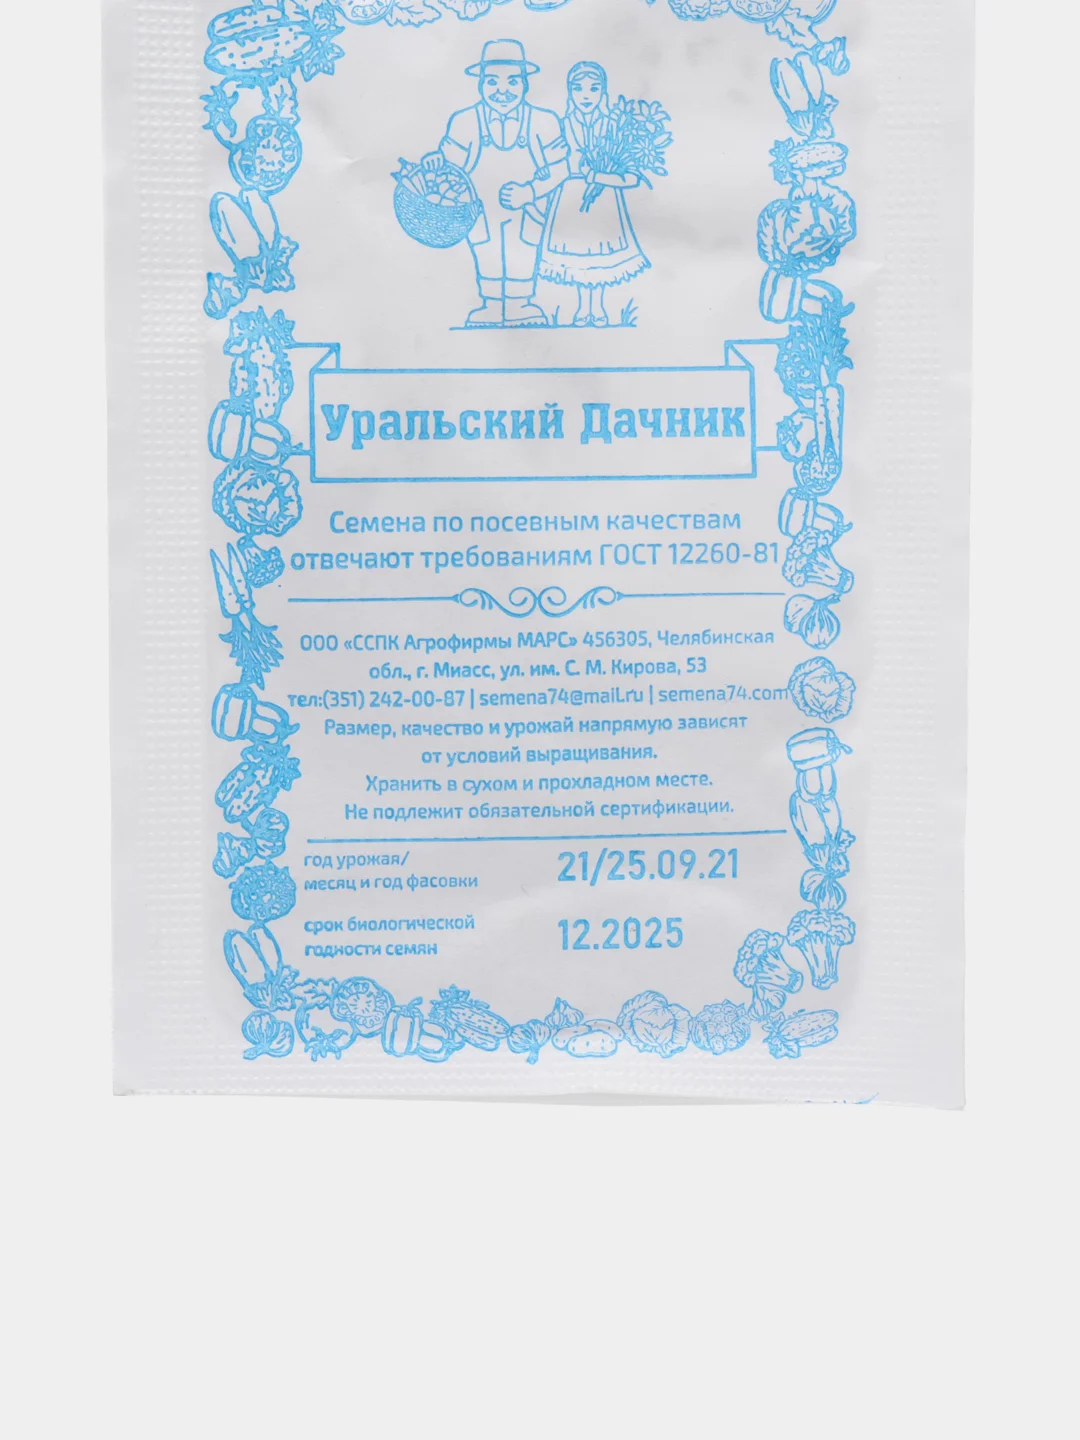 Уральский Дачник
Семена по посевным качествам
отвечают требованиям ГОСТ 12260-81
ООО «ССПК Агрофирмы МАРС» 456305, Челябинская
обл., г. Миасс, ул. им. С. М. Кирова, 53
тел:(351) 242-00-87 | semena74@mail.ru | semena74.com
Размер, качество и урожай напрямую зависят
от условий выращивания.
Хранить в сухом и прохладном месте.
Не подлежит обязательной сертификации.
год урожая/
месяц и год фасовки
21/25.09.21
срок биологической
годности семян
12.2025